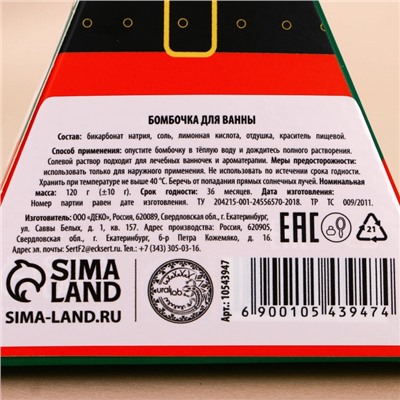 БОМБОЧКА ДЛЯ ВАННЫ
Состав: бикарбонат натрия, соль, лимонная кислота, отдушка, краситель пищевой.
Способ применения: опустите бомбочку в тёплую воду и дождитесь полного растворения.
Солевой раствор подходит для лечебных ванночек и ароматерапии. Меры предосторожности:
использовать только для наружного применения. Не использовать по истечении срока годности.
Хранить при температуре не выше 40 °С. Беречь от попадания прямых солнечных лучей. Номинальная
масса: 120 г (±10 г). Срок годности: 36 месяцев. Дата изготовления:
Номер партии: ТУ 204215-001-24556570-2018. ТР ТС 009/2011.
Изготовитель: ООО «ДЕКО», Россия, 620089, Свердловская обл., г. Екатеринбург,
ул. Саввы Белых, д. 1, кв. 157. Адрес производства: Россия, 620905,
Свердловская обл., г. Екатеринбург, 6-р Петра Кожемяко, д. 16.
Эл. адрес: SertF2@ecksert.ru. Тел.: +7 (343) 305-03-16.
EAC
21
SIMA
LAND
SIMA-LAND.RU
urallab
Арт.: 10543947
6 900105 439474